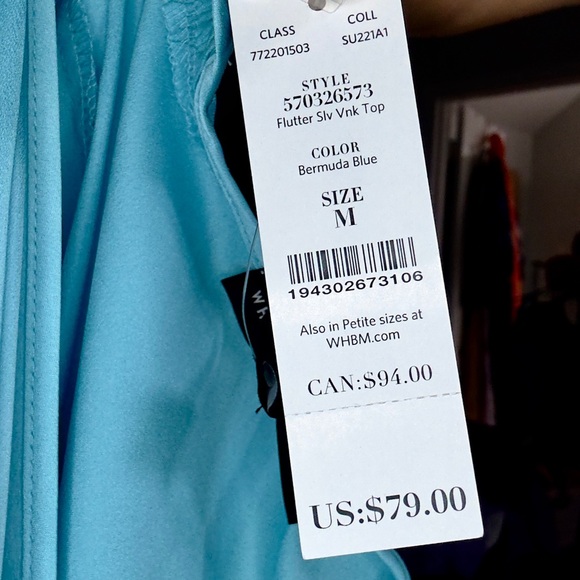 CLASS
772201503
COLL
SU221A1
STYLE
570326573
Flutter Slv Vnk Top
COLOR
Bermuda Blue
SIZE
M
194302673106
Also in Petite sizes at
WHBM.com
CAN:$94.00
US:$79.00